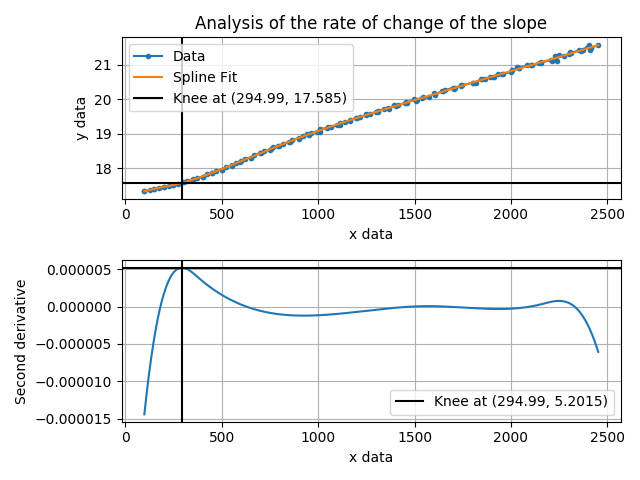 Analysis of the rate of change of the slope
Data
Spline Fit
Knee at (294.99, 17.585)
y data
21
20
19
18
0
500
1000
1500
2000
2500
x data
Second derivative
0.000005
0.000000
−0.000005
−0.000010
−0.000015
Knee at (294.99, 5.2015)
0
500
1000
1500
2000
2500
x data